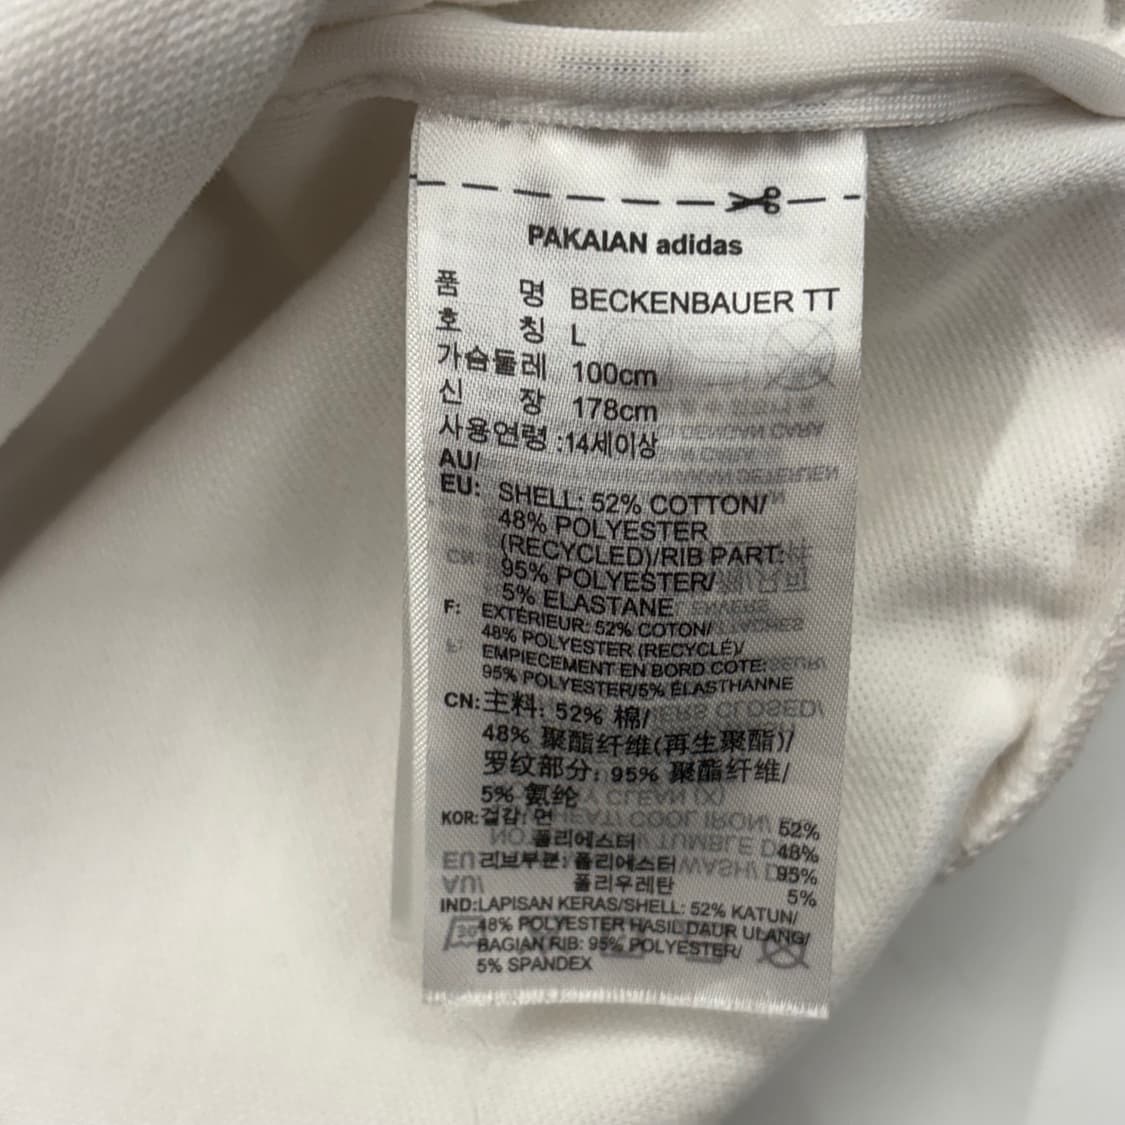 PAKAIAN adidas
품 명 BECKENBAUER TT
호 칭 L
가슴둘레 100cm
신 장 178cm
사용연령 :14세이상
AU/
EU: SHELL: 52% COTTON/
48% POLYESTER
(RECYCLED)/RIB PART:
95% POLYESTER/
5% ELASTANE
F: EXTÉRIEUR: 52% COTON/
48% POLYESTER (RECYCLÉ)/
EMPIECEMENT EN BORD COTE:
95% POLYESTER/5% ÉLASTHANNE
CN: 主料: 52% 棉/
48% 聚酯纤维(再生聚酯)/
罗纹部分: 95% 聚酯纤维/
5% 氨纶
KOR: 겉감: 면 52%
폴리에스터 48%
리브부분: 폴리에스터 95%
폴리우레탄 5%
IND: LAPISAN KERAS/SHELL: 52% KATUN/
48% POLYESTER HASIL DAUR ULANG/
BAGIAN RIB: 95% POLYESTER/
5% SPANDEX